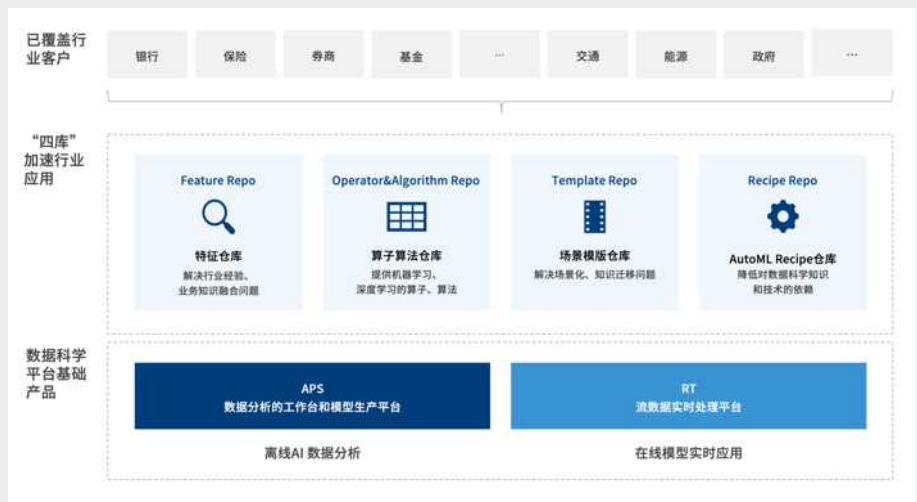 已覆盖行
业客户
银行
保险
券商
基金
...
交通
能源
政府
...
“四库”
加速行业
应用
Feature Repo
特征仓库
解决行业经验、
业务知识融合问题
Operator&Algorithm Repo
算子算法仓库
提供机器学习、
深度学习的算子、算法
Template Repo
场景模版仓库
解决场景化、知识迁移问题
Recipe Repo
AutoML Recipe仓库
降低对数据科学知识
和技术的依赖
数据科学
平台基础
产品
APS
数据分析的工作台和模型生产平台
离线AI 数据分析
RT
流数据实时处理平台
在线模型实时应用